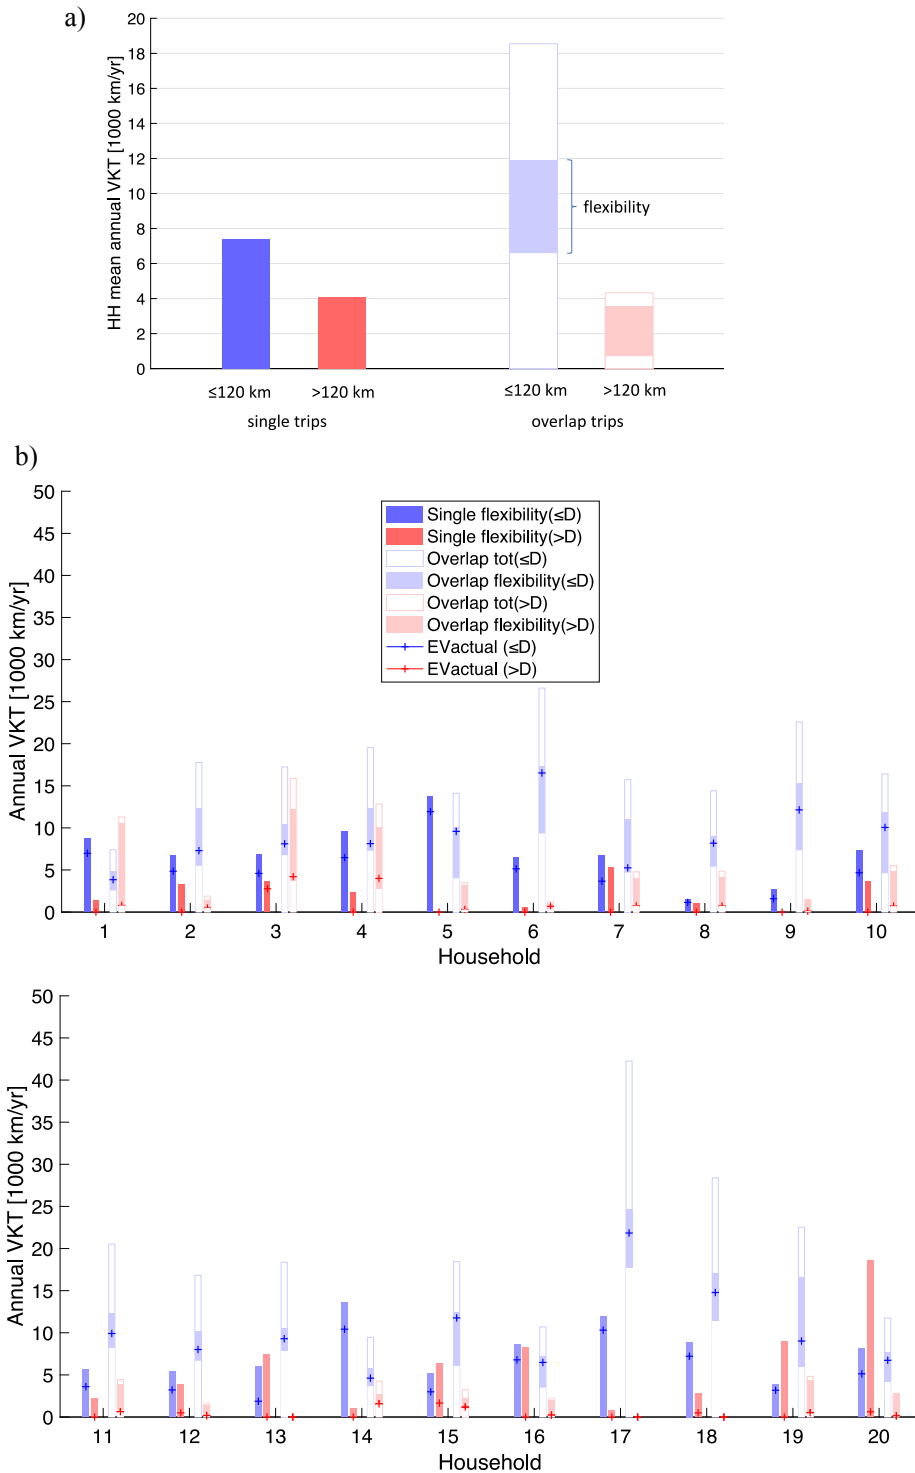 a)
HH mean annual VKT [1000 km/yr]
20
18
16
14
12
10
8
6
4
2
0
flexibility
≤120 km >120 km ≤120 km >120 km
single trips overlap trips
b)
Annual VKT [1000 km/yr]
50
45
40
35
30
25
20
15
10
5
0
Single flexibility(≤D)
Single flexibility(>D)
Overlap tot(≤D)
Overlap flexibility(≤D)
Overlap tot(>D)
Overlap flexibility(>D)
EVactual (≤D)
EVactual (>D)
1 2 3 4 5 6 7 8 9 10
Household
Annual VKT [1000 km/yr]
50
45
40
35
30
25
20
15
10
5
0
11 12 13 14 15 16 17 18 19 20
Household